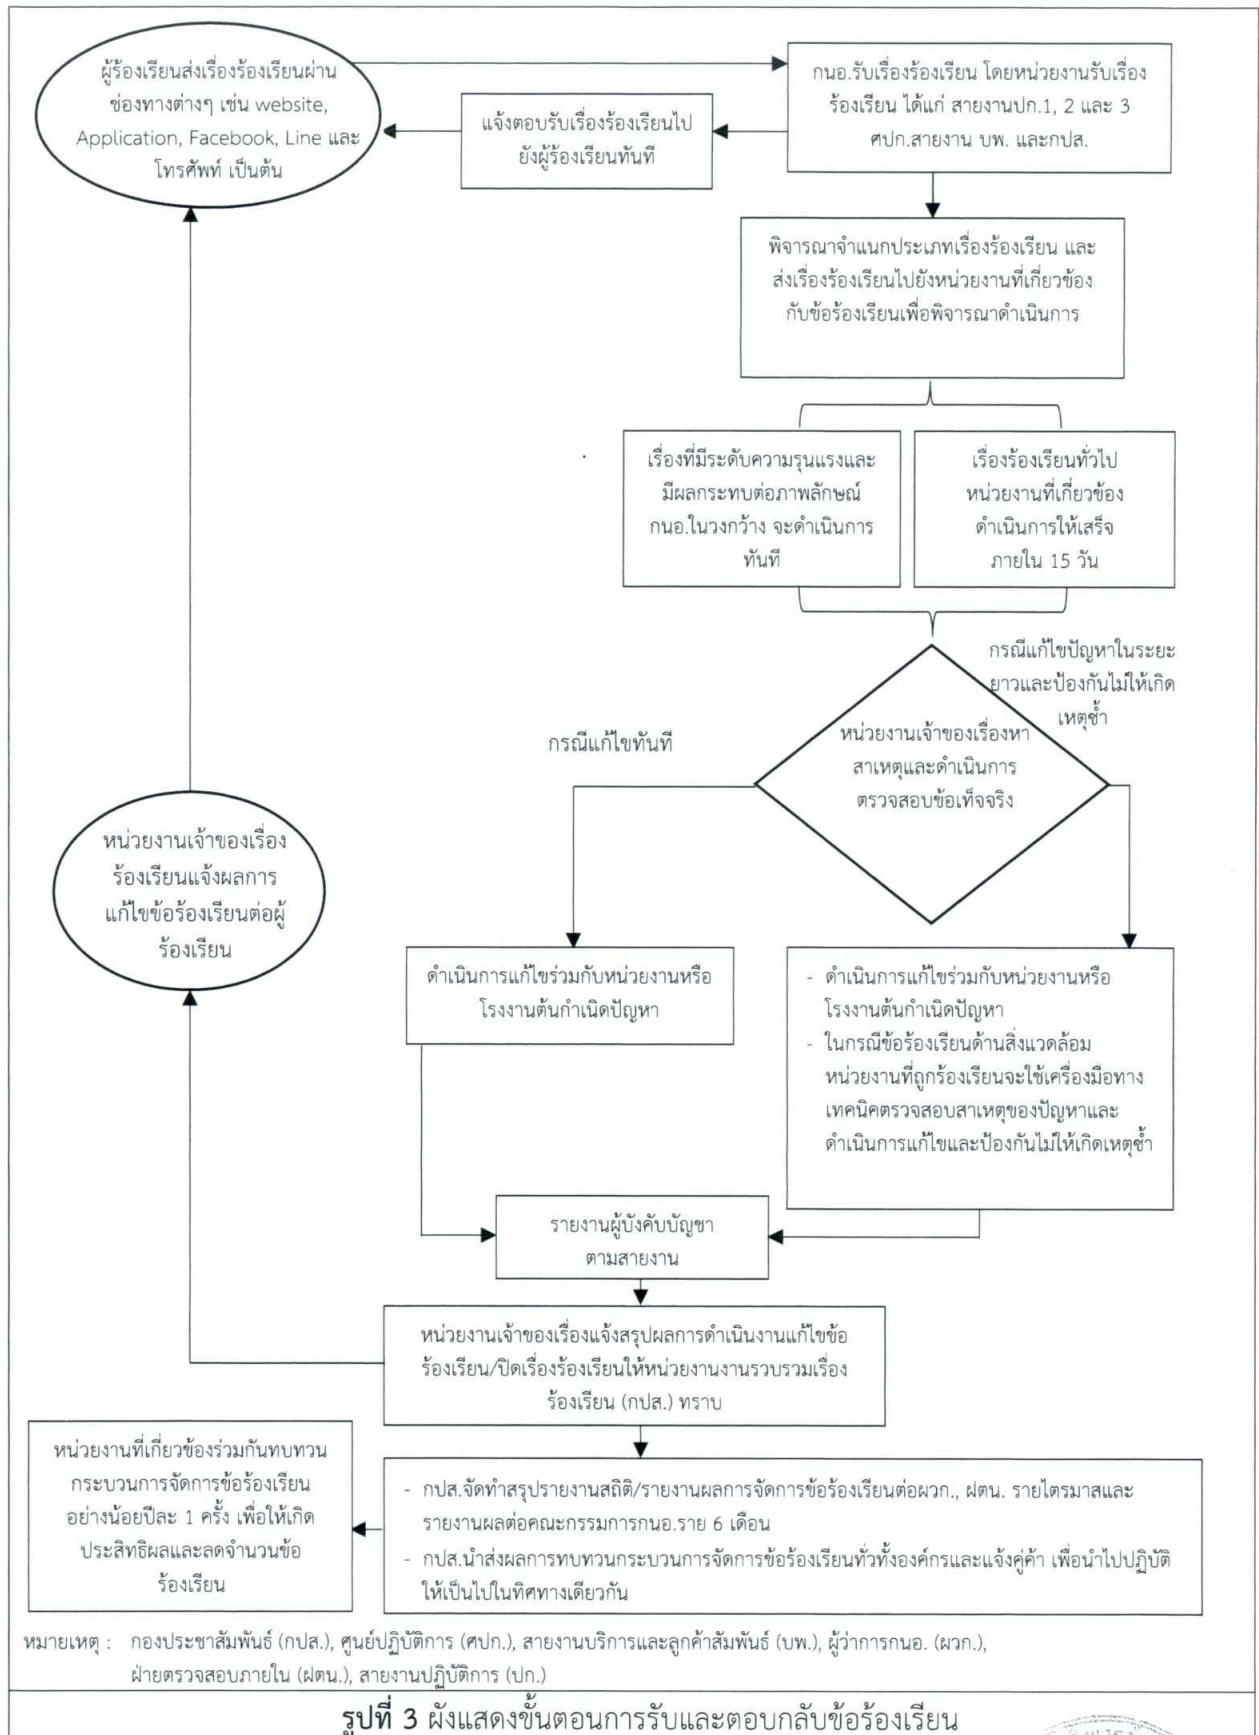 ผู้ร้องเรียนส่งเรื่องร้องเรียนผ่าน
ช่องทางต่างๆ เช่น website,
Application, Facebook, Line และ
โทรศัพท์ เป็นต้น
กนอ.รับเรื่องร้องเรียน โดยหน่วยงานรับเรื่อง
ร้องเรียน ได้แก่ สายงานปก.1, 2 และ 3
ศปก.สายงาน บพ. และกปส.
แจ้งตอบรับเรื่องร้องเรียนไป
ยังผู้ร้องเรียนทันที
พิจารณาจำแนกประเภทเรื่องร้องเรียน และ
ส่งเรื่องร้องเรียนไปยังหน่วยงานที่เกี่ยวข้อง
กับข้อร้องเรียนเพื่อพิจารณาดำเนินการ
เรื่องที่มีระดับความรุนแรงและ
มีผลกระทบต่อภาพลักษณ์
กนอ.ในวงกว้าง จะดำเนินการ
ทันที
เรื่องร้องเรียนทั่วไป
หน่วยงานที่เกี่ยวข้อง
ดำเนินการให้เสร็จ
ภายใน 15 วัน
กรณีแก้ไขปัญหาในระยะ
ยาวและป้องกันไม่ให้เกิด
เหตุซ้ำ
กรณีแก้ไขทันที
หน่วยงานเจ้าของเรื่องหา
สาเหตุและดำเนินการ
ตรวจสอบข้อเท็จจริง
หน่วยงานเจ้าของเรื่อง
ร้องเรียนแจ้งผลการ
แก้ไขข้อร้องเรียนต่อผู้
ร้องเรียน
ดำเนินการแก้ไขร่วมกับหน่วยงานหรือ
โรงงานต้นกำเนิดปัญหา
- ดำเนินการแก้ไขร่วมกับหน่วยงานหรือ
โรงงานต้นกำเนิดปัญหา
- ในกรณีข้อร้องเรียนด้านสิ่งแวดล้อม
หน่วยงานที่ถูกร้องเรียนจะใช้เครื่องมือทาง
เทคนิคตรวจสอบสาเหตุของปัญหาและ
ดำเนินการแก้ไขและป้องกันไม่ให้เกิดเหตุซ้ำ
รายงานผู้บังคับบัญชา
ตามสายงาน
หน่วยงานเจ้าของเรื่องแจ้งสรุปผลการดำเนินงานแก้ไขข้อ
ร้องเรียน/ปิดเรื่องร้องเรียนให้หน่วยงานงานรวบรวมเรื่อง
ร้องเรียน (กปส.) ทราบ
หน่วยงานที่เกี่ยวข้องร่วมกันทบทวน
กระบวนการจัดการข้อร้องเรียน
อย่างน้อยปีละ 1 ครั้ง เพื่อให้เกิด
ประสิทธิผลและลดจำนวนข้อ
ร้องเรียน
- กปส.จัดทำสรุปรายงานสถิติ/รายงานผลการจัดการข้อร้องเรียนต่อผวก., ฝตน. รายไตรมาสและ
รายงานผลต่อคณะกรรมการกนอ.ราย 6 เดือน
- กปส.นำส่งผลการทบทวนกระบวนการจัดการข้อร้องเรียนทั่วทั้งองค์กรและแจ้งคู่ค้า เพื่อนำไปปฏิบัติ
ให้เป็นไปในทิศทางเดียวกัน
หมายเหตุ : กองประชาสัมพันธ์ (กปส.), ศูนย์ปฏิบัติการ (ศปก.), สายงานบริการและลูกค้าสัมพันธ์ (บพ.), ผู้ว่าการกนอ. (ผวก.),
ฝ่ายตรวจสอบภายใน (ฝตน.), สายงานปฏิบัติการ (ปก.)
รูปที่ 3 ผังแสดงขั้นตอนการรับและตอบกลับข้อร้องเรียน